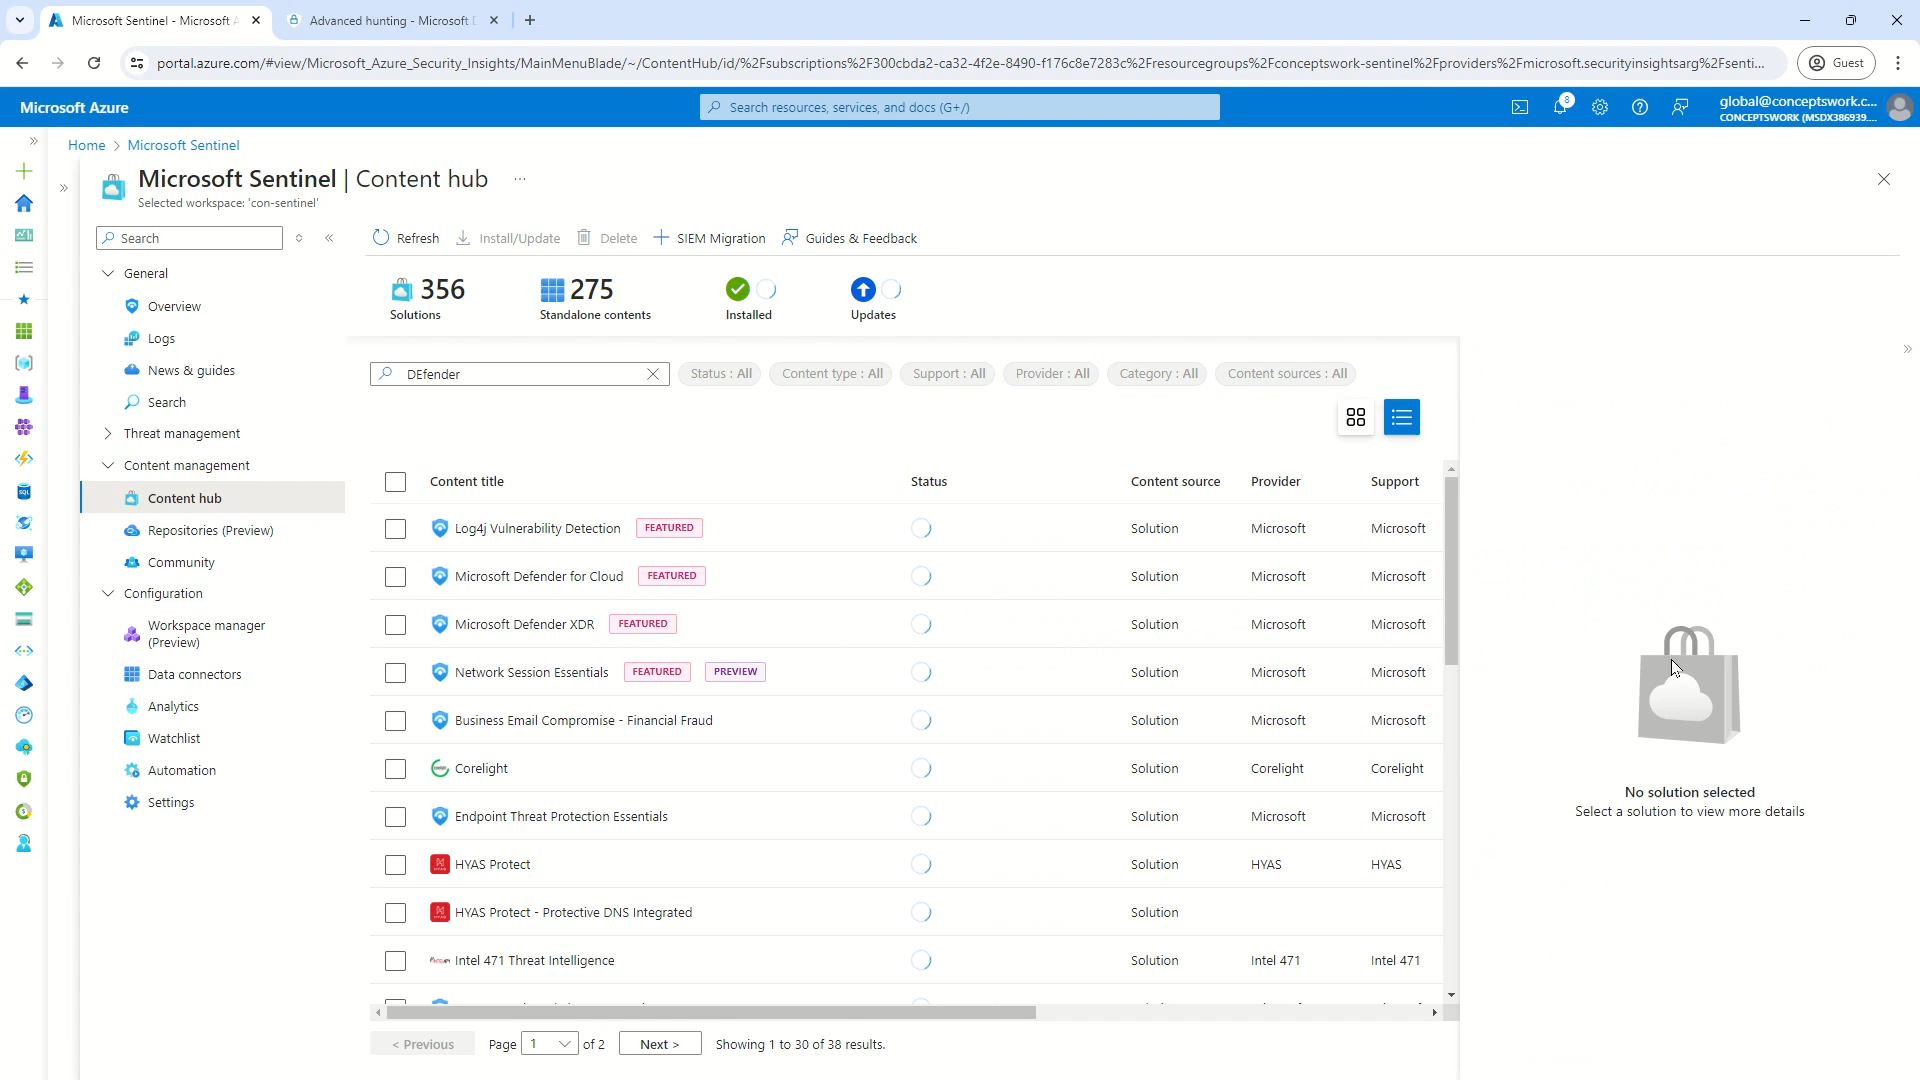 Microsoft Sentinel - Microsoft A
Advanced hunting - Microsoft D
portal.azure.com/#view/Microsoft_Azure_Security_Insights/MainMenuBlade/~/ContentHub/id/%2Fsubscriptions%2F300cbda2-ca32-4f2e-8490-f176c8e7283c%2Fresourcegroups%2Fconceptswork-sentinel%2Fproviders%2Fmicrosoft.securityinsightsarg%2Fsenti...
Guest
Microsoft Azure
Search resources, services, and docs (G+/)
8
global@conceptswork.c...
CONCEPTSWORK (MSDX386939....
Home > Microsoft Sentinel
Microsoft Sentinel | Content hub ...
Selected workspace: 'con-sentinel'
Search
Refresh
Install/Update
Delete
SIEM Migration
Guides & Feedback
General
Overview
Logs
News & guides
Search
Threat management
Content management
Content hub
Repositories (Preview)
Community
Configuration
Workspace manager
(Preview)
Data connectors
Analytics
Watchlist
Automation
Settings
356
Solutions
275
Standalone contents
Installed
Updates
DEfender
Status : All
Content type : All
Support : All
Provider : All
Category : All
Content sources : All
Content title Status Content source Provider Support
Log4j Vulnerability Detection FEATURED Solution Microsoft Microsoft
Microsoft Defender for Cloud FEATURED Solution Microsoft Microsoft
Microsoft Defender XDR FEATURED Solution Microsoft Microsoft
Network Session Essentials FEATURED PREVIEW Solution Microsoft Microsoft
Business Email Compromise - Financial Fraud Solution Microsoft Microsoft
Corelight Solution Corelight Corelight
Endpoint Threat Protection Essentials Solution Microsoft Microsoft
HYAS Protect Solution HYAS HYAS
HYAS Protect - Protective DNS Integrated Solution
Intel 471 Threat Intelligence Solution Intel 471 Intel 471
< Previous Page 1 of 2 Next > Showing 1 to 30 of 38 results.
No solution selected
Select a solution to view more details